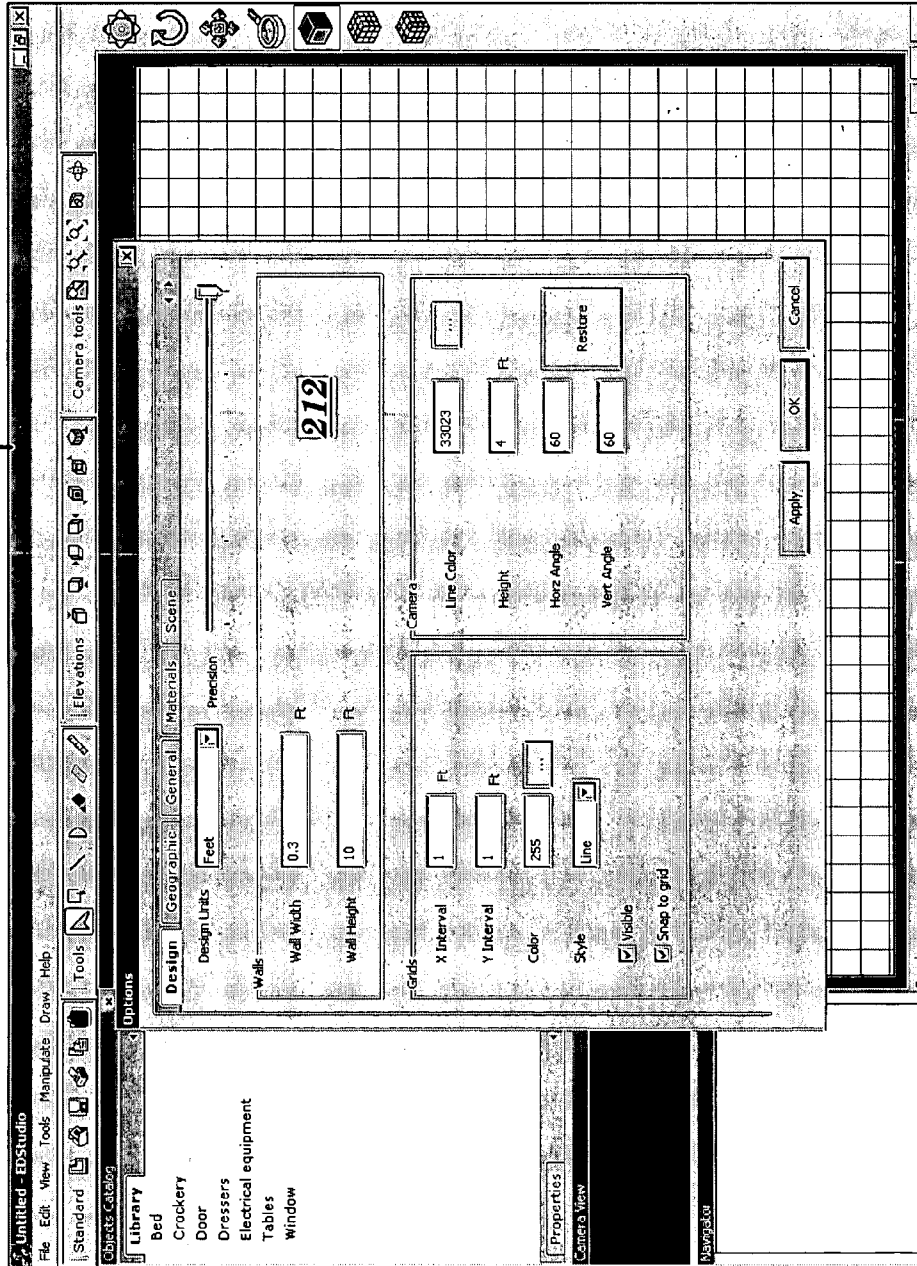 Untitled - EDStudio
File Edit View Tools Manipulate Draw Help
Standard Tools Elevations Camera tools
Objects Catalog
Library
Bed
Crockery
Door
Dressers
Electrical equipment
Tables
Window
Properties
Camera View
Navigator
Options
Design Geographic General Materials Scene
Design Units Feet Precision
Walls
Wall Width 0.3 Ft
Wall Height 10 Ft
212
Grids
X Interval 1 Ft
Y Interval 1 Ft
Color 255 ...
Style Line
Visible
Snap to grid
Camera
Line Color 33023 ...
Height 4 Ft
Horz Angle 60
Vert Angle 60
Restore
Apply OK Cancel